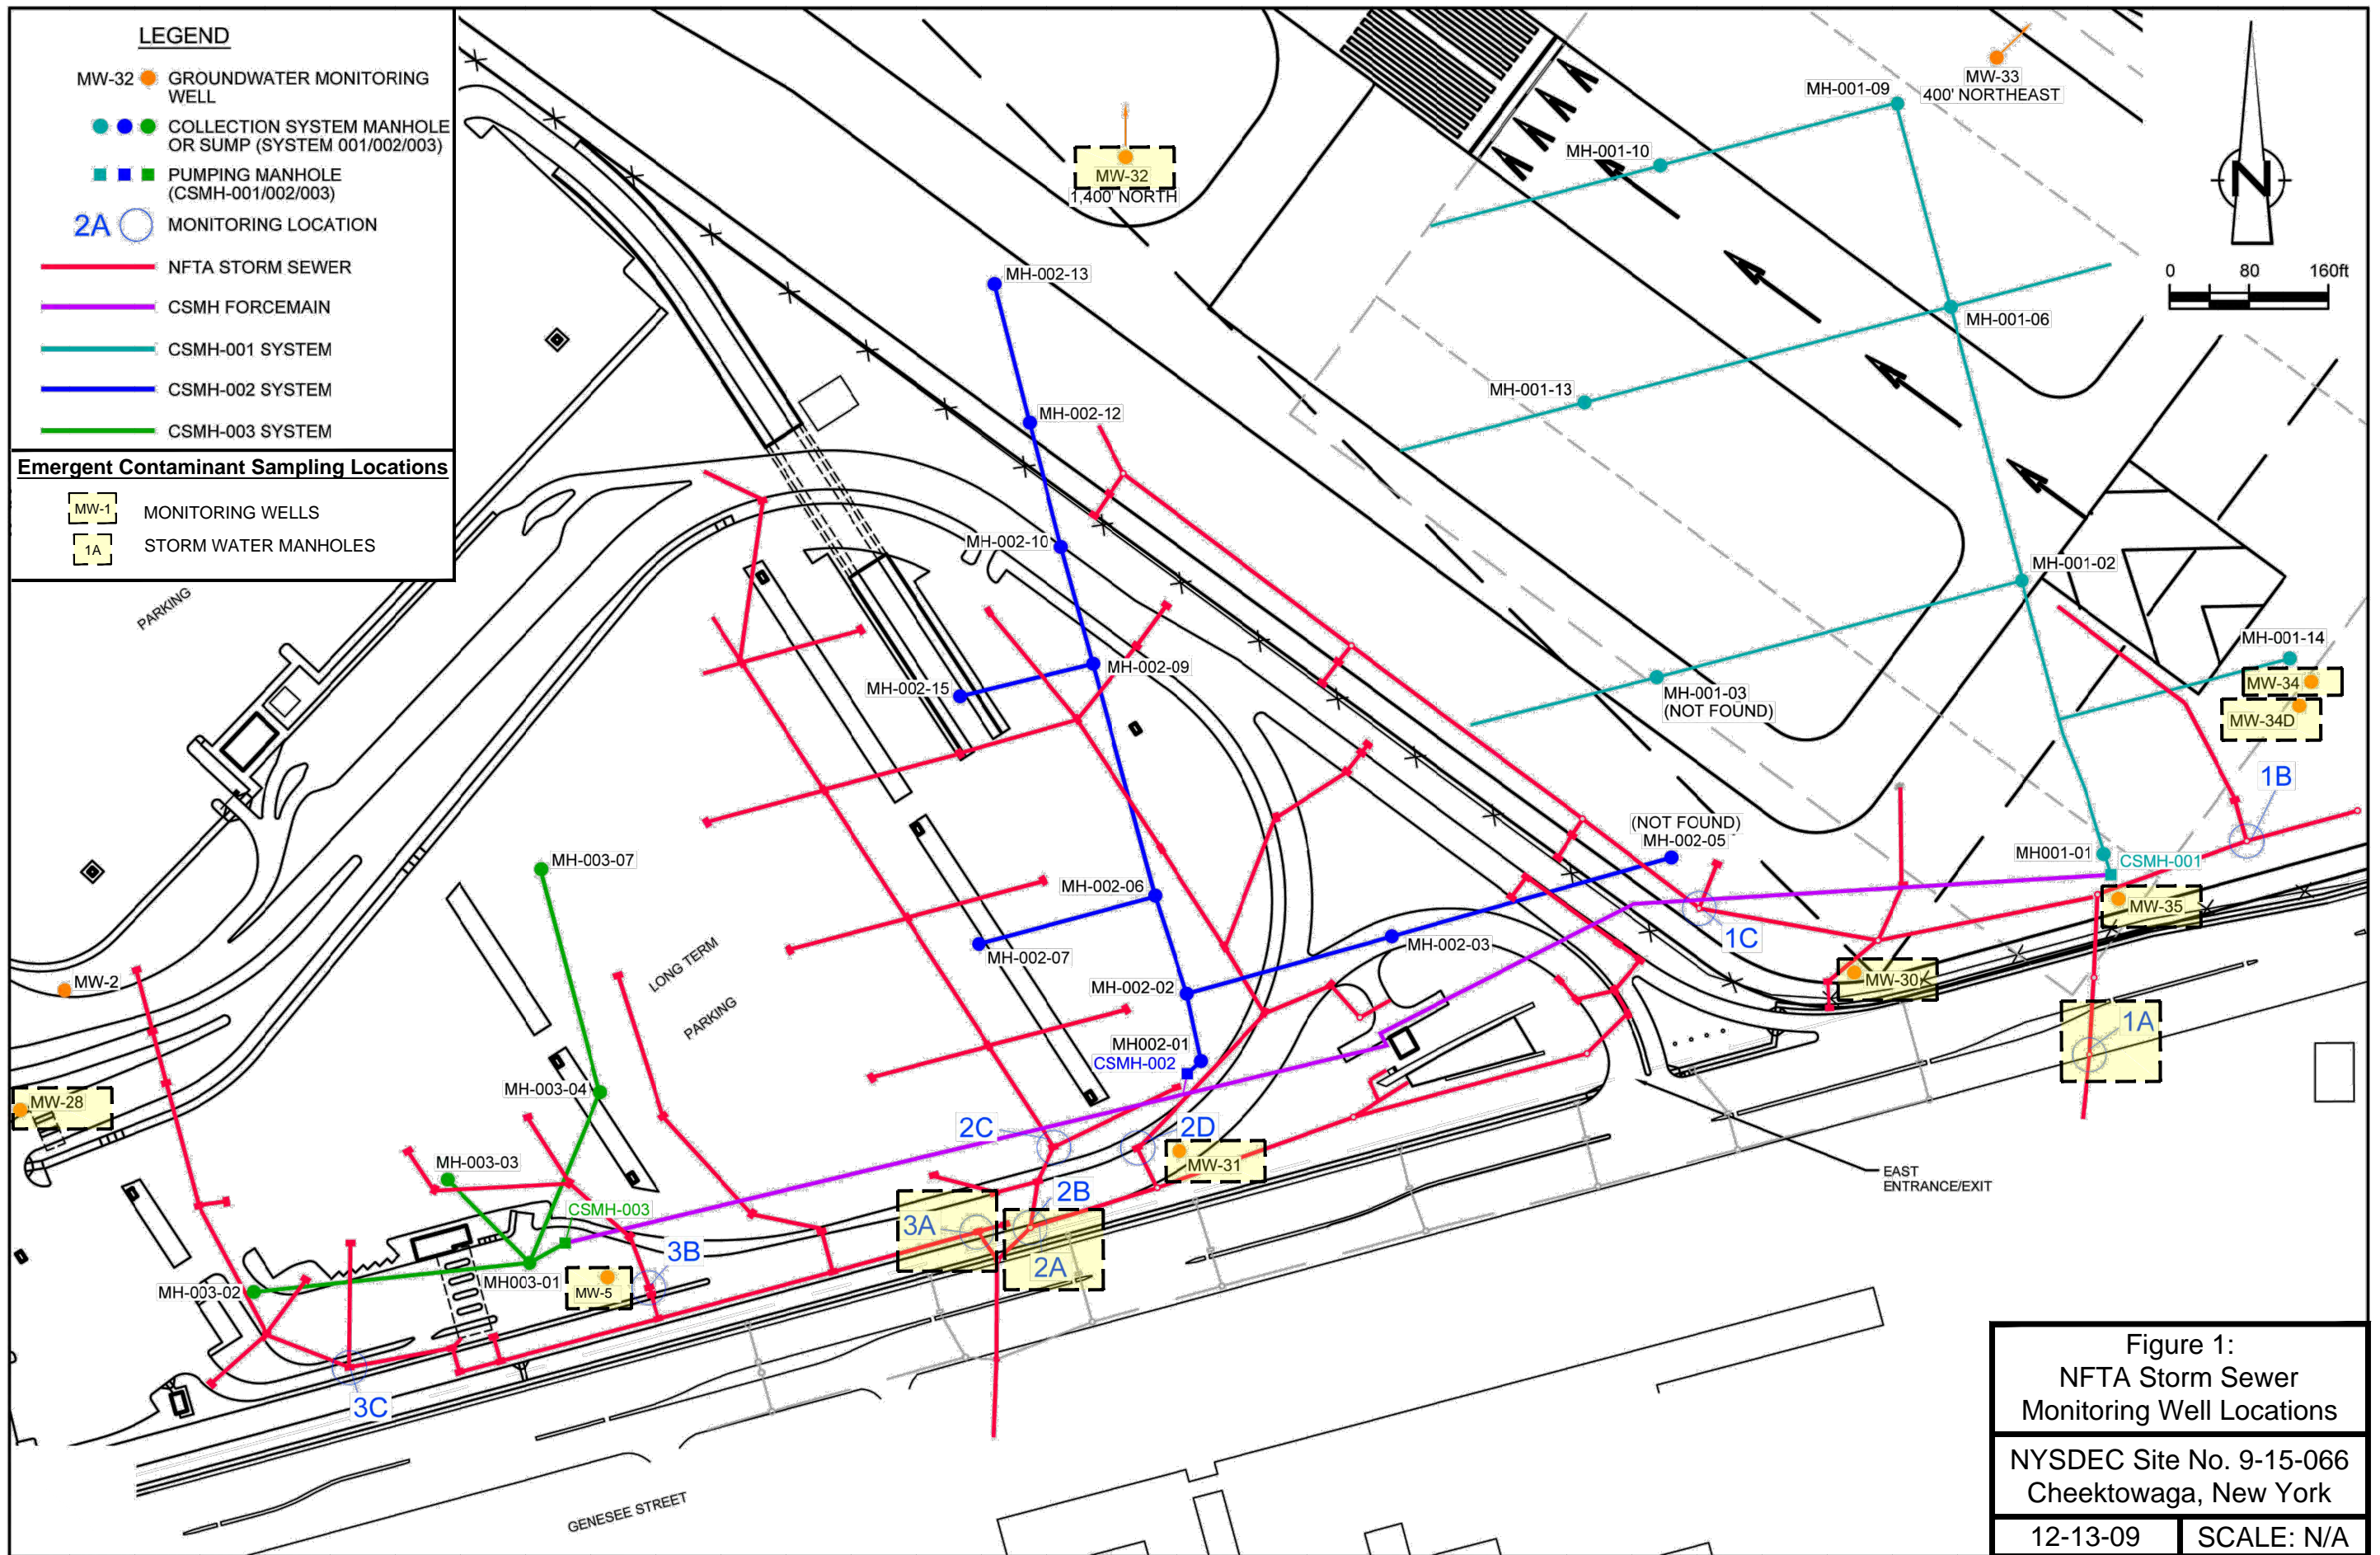 LEGEND
MW-32
GROUNDWATER MONITORING
WELL
COLLECTION SYSTEM MANHOLE
OR SUMP (SYSTEM 001/002/003)
PUMPING MANHOLE
(CSMH-001/002/003)
2A
MONITORING LOCATION
NFTA STORM SEWER
CSMH FORCEMAIN
CSMH-001 SYSTEM
CSMH-002 SYSTEM
CSMH-003 SYSTEM
Emergent Contaminant Sampling Locations
MW-1
MONITORING WELLS
1A
STORM WATER MANHOLES
MW-33
400' NORTHEAST
MH-001-09
MH-001-10
MW-32
1,400' NORTH
N
0 80 160ft
MH-002-13
MH-001-06
MH-001-13
MH-002-12
MH-002-10
MH-001-02
PARKING
MH-001-14
MH-002-09
MW-34
MH-002-15
MH-001-03
(NOT FOUND)
MW-34D
1B
(NOT FOUND)
MH-002-05
MH-003-07
MH001-01
CSMH-001
MH-002-06
MW-35
1C
LONG TERM
PARKING
MH-002-07
MH-002-03
MW-2
MW-30
MH-002-02
1A
MH002-01
CSMH-002
MH-003-04
MW-28
2C
2D
MH-003-03
MW-31
EAST
ENTRANCE/EXIT
2B
CSMH-003
3A
3B
2A
MH003-01
MH-003-02
MW-5
3C
GENESEE STREET
Figure 1:
NFTA Storm Sewer
Monitoring Well Locations
NYSDEC Site No. 9-15-066
Cheektowaga, New York
12-13-09
SCALE: N/A